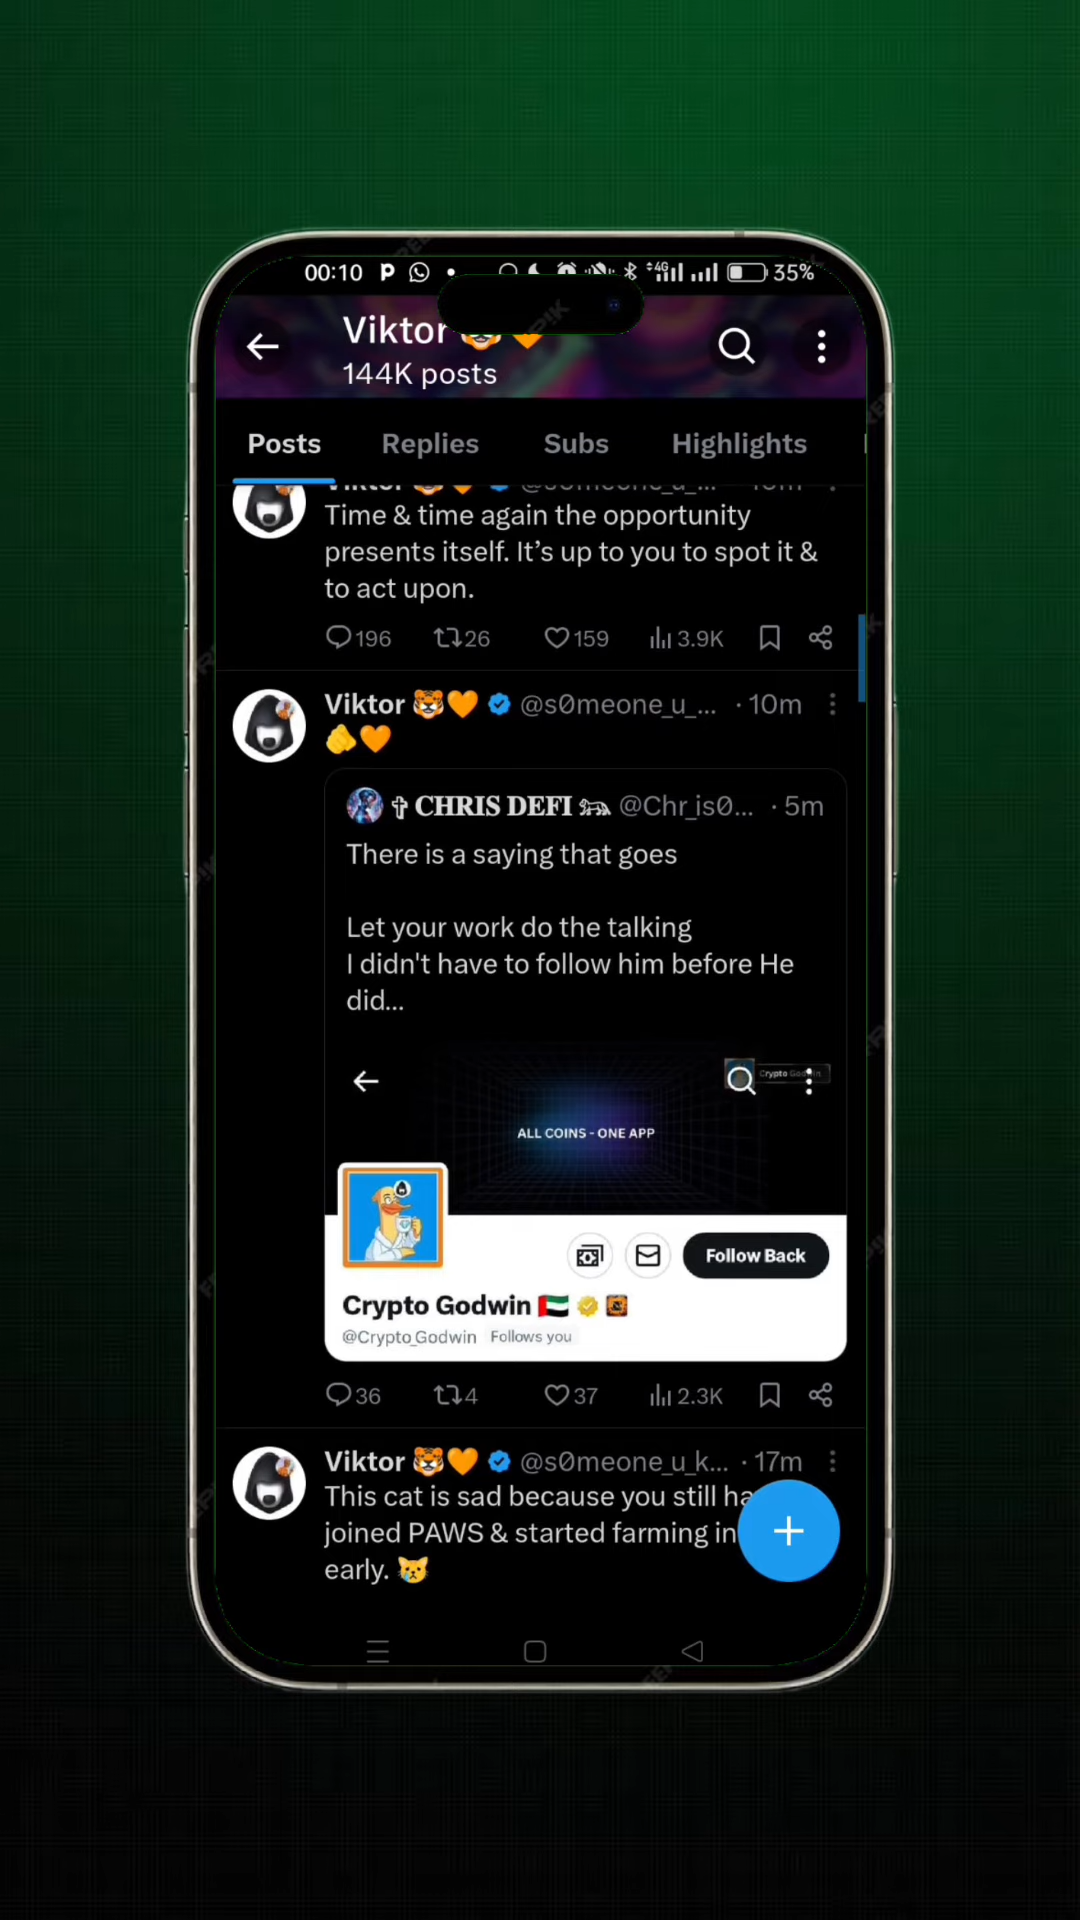 00:10 35%
Viktor 🐯🧡
144K posts
Posts Replies Subs Highlights
Time & time again the opportunity
presents itself. It's up to you to spot it &
to act upon.
196 26 159 3.9K
Viktor 🐯🧡 @s0meone_u_... · 10m
🫵🧡
✞ CHRIS DEFI 🐅 @Chr_is0... · 5m
There is a saying that goes
Let your work do the talking
I didn't have to follow him before He
did...
Crypto Godwin
ALL COINS - ONE APP
Follow Back
Crypto Godwin 🇦🇪
@Crypto_Godwin Follows you
36 4 37 2.3K
Viktor 🐯🧡 @s0meone_u_k... · 17m
This cat is sad because you still
joined PAWS & started farming in
early. 😿